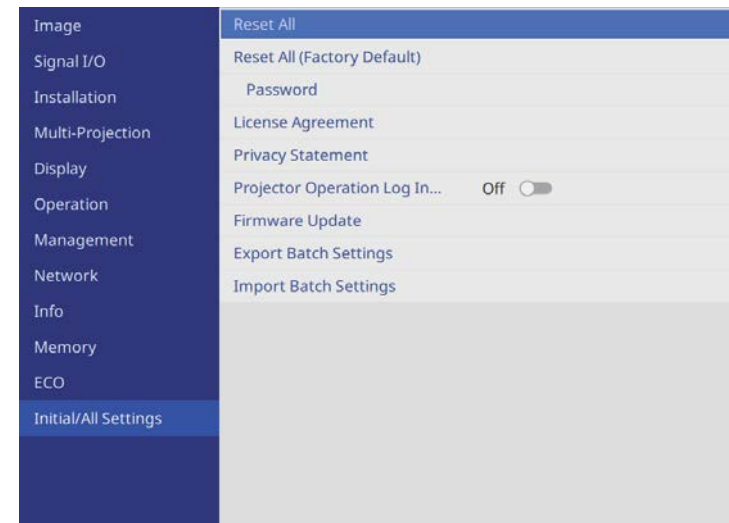 Image
Signal I/O
Installation
Multi-Projection
Display
Operation
Management
Network
Info
Memory
ECO
Initial/All Settings
Reset All
Reset All (Factory Default)
Password
License Agreement
Privacy Statement
Projector Operation Log In... Off
Firmware Update
Export Batch Settings
Import Batch Settings